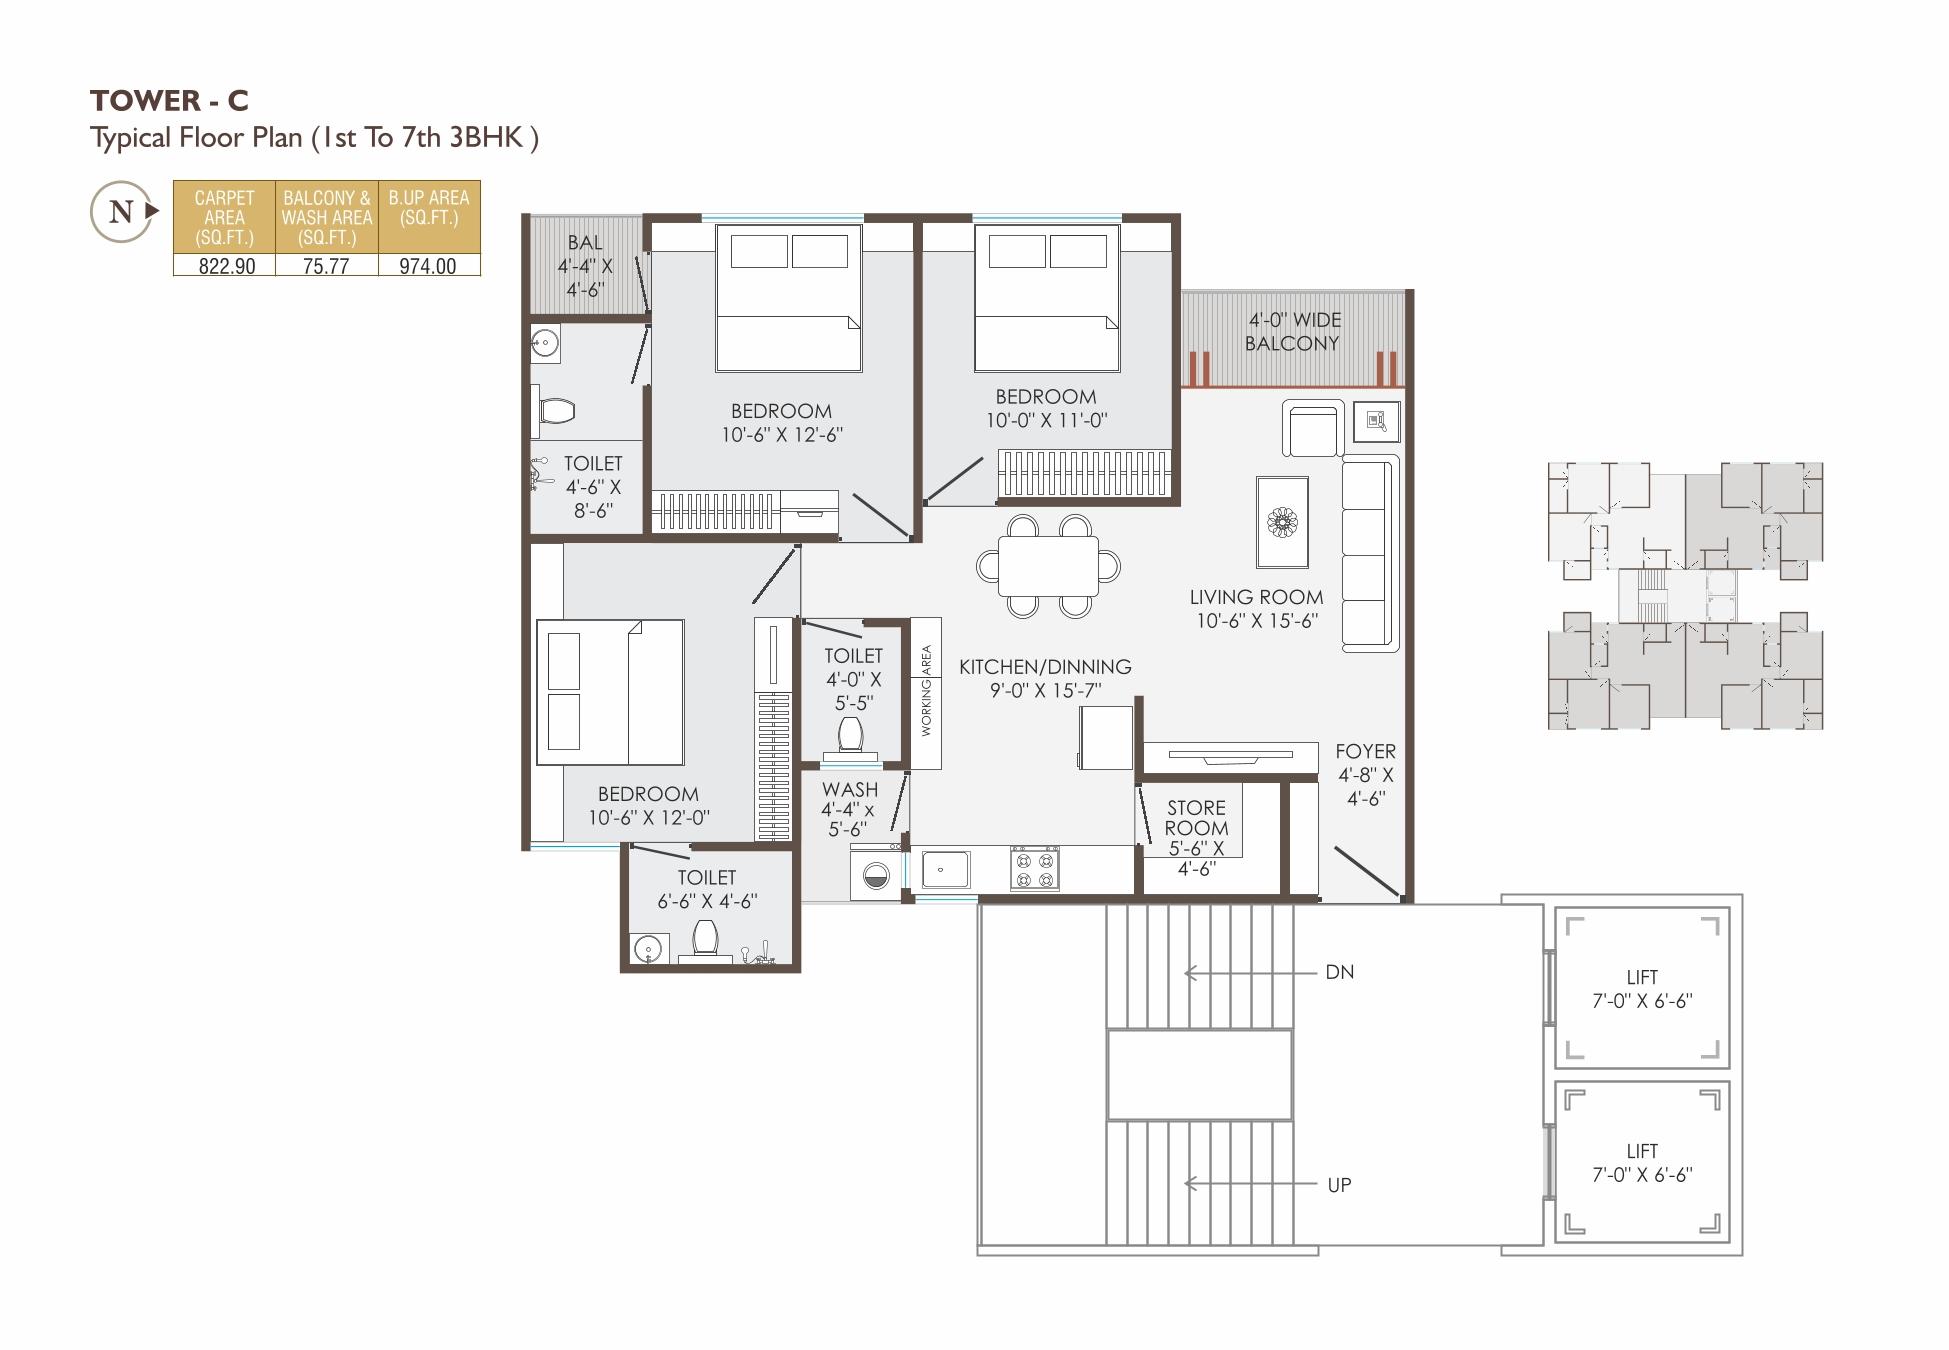 TOWER - C
Typical Floor Plan (1st To 7th 3BHK )
N
CARPET
AREA
(SQ.FT.)
BALCONY &
WASH AREA
(SQ.FT.)
B.UP AREA
(SQ.FT.)
822.90
75.77
974.00
BAL
4'-4" X
4'-6"
4'-0" WIDE
BALCONY
BEDROOM
10'-6" X 12'-6"
BEDROOM
10'-0" X 11'-0"
TOILET
4'-6" X
8'-6"
LIVING ROOM
10'-6" X 15'-6"
TOILET
4'-0" X
5'-5"
WORKING AREA
KITCHEN/DINNING
9'-0" X 15'-7"
BEDROOM
10'-6" X 12'-0"
WASH
4'-4" x
5'-6"
STORE
ROOM
5'-6" X
4'-6"
FOYER
4'-8" X
4'-6"
TOILET
6'-6" X 4'-6"
DN
LIFT
7'-0" X 6'-6"
UP
LIFT
7'-0" X 6'-6"